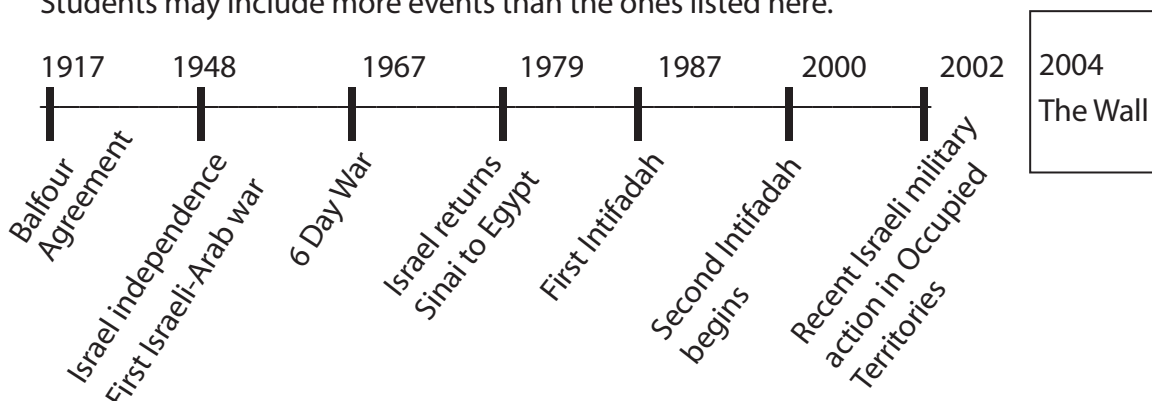 Students may include more events than the ones listed here.
1917
1948
1967
1979
1987
2000
2002
2004
The Wall
Balfour
Agreement
Israel independence
First Israeli-Arab war
6 Day War
Israel returns
Sinai to Egypt
First Intifadah
Second Intifadah
begins
Recent Israeli military
action in Occupied
Territories